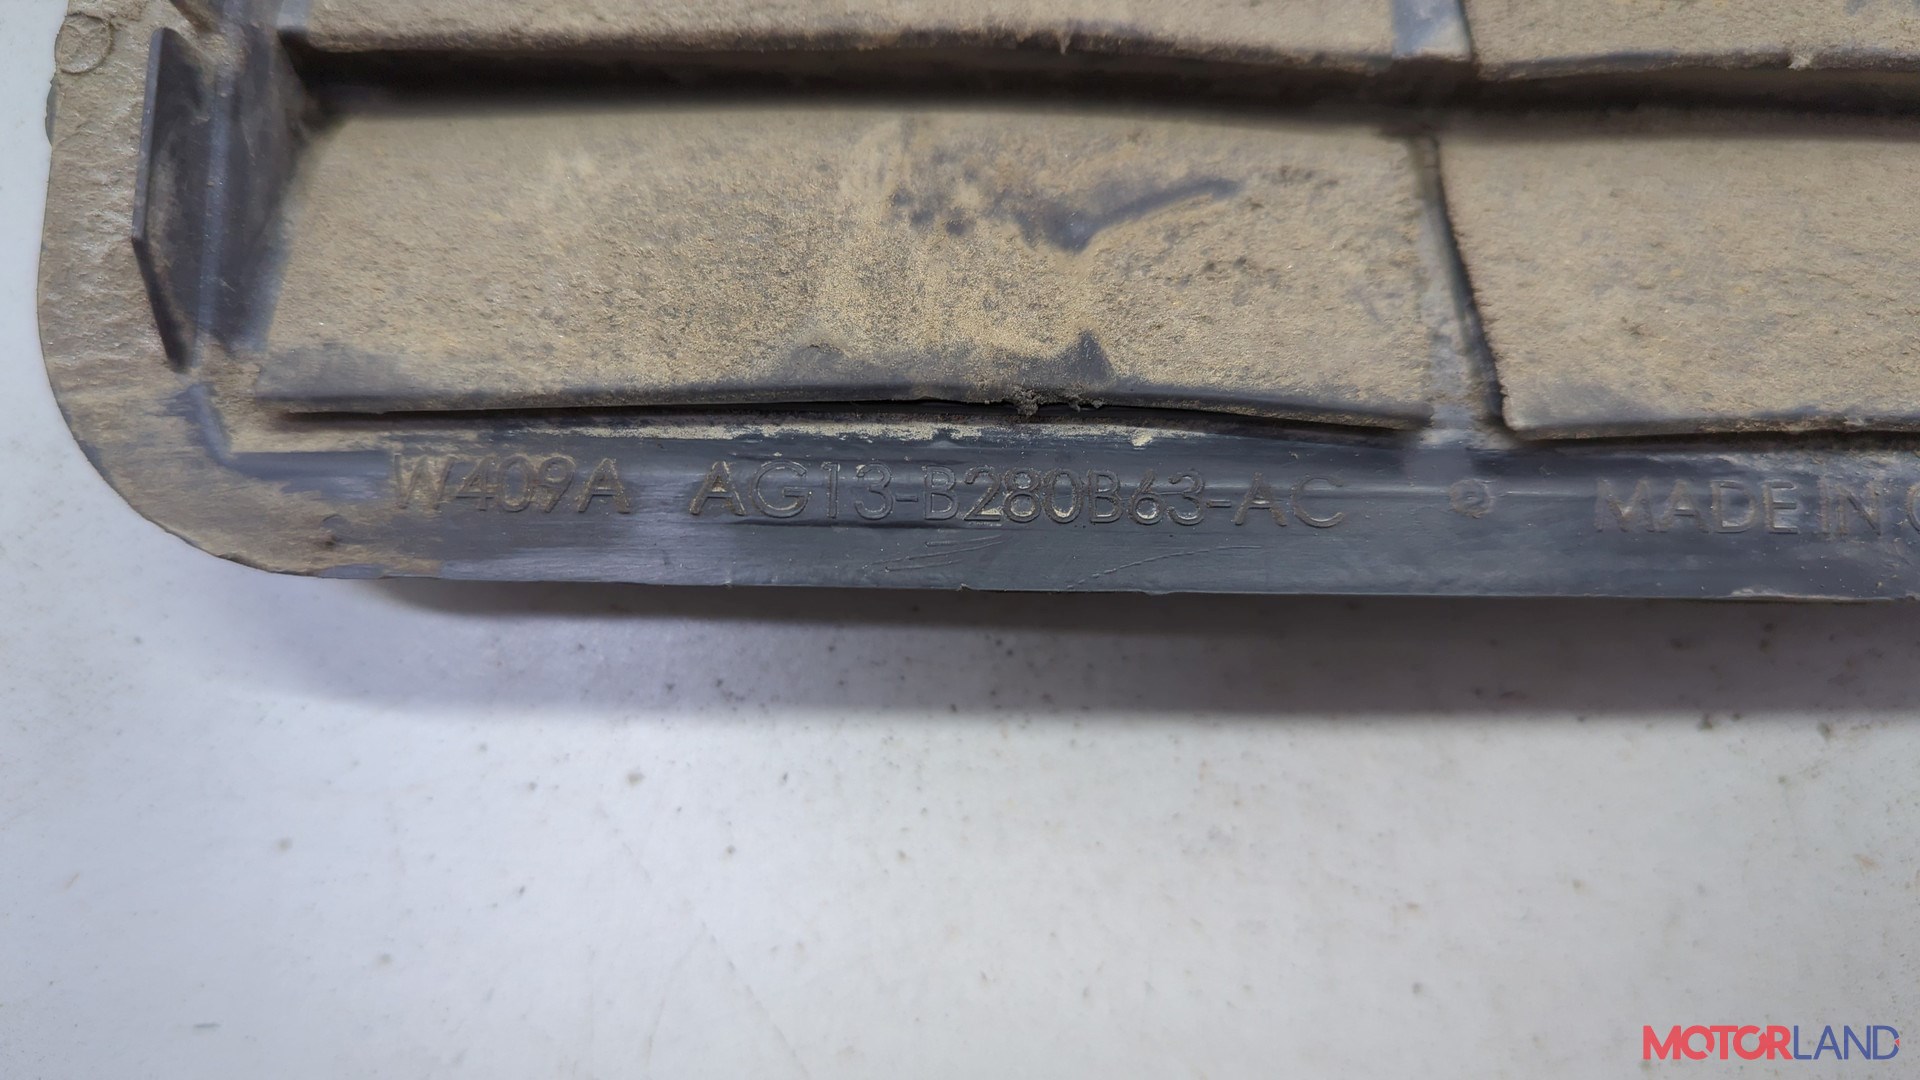 W409A AG13-B280B63-AC MADE IN
MOTORLAND